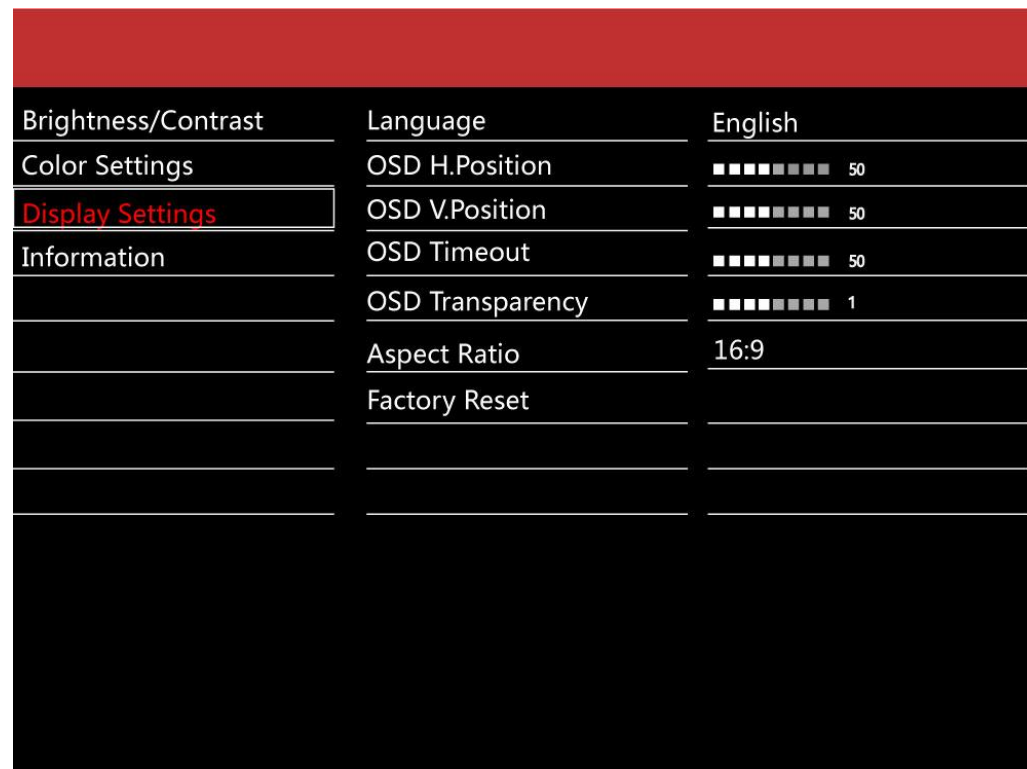 Brightness/Contrast Language English
Color Settings OSD H.Position 50
Display Settings OSD V.Position 50
Information OSD Timeout 50
OSD Transparency 1
Aspect Ratio 16:9
Factory Reset